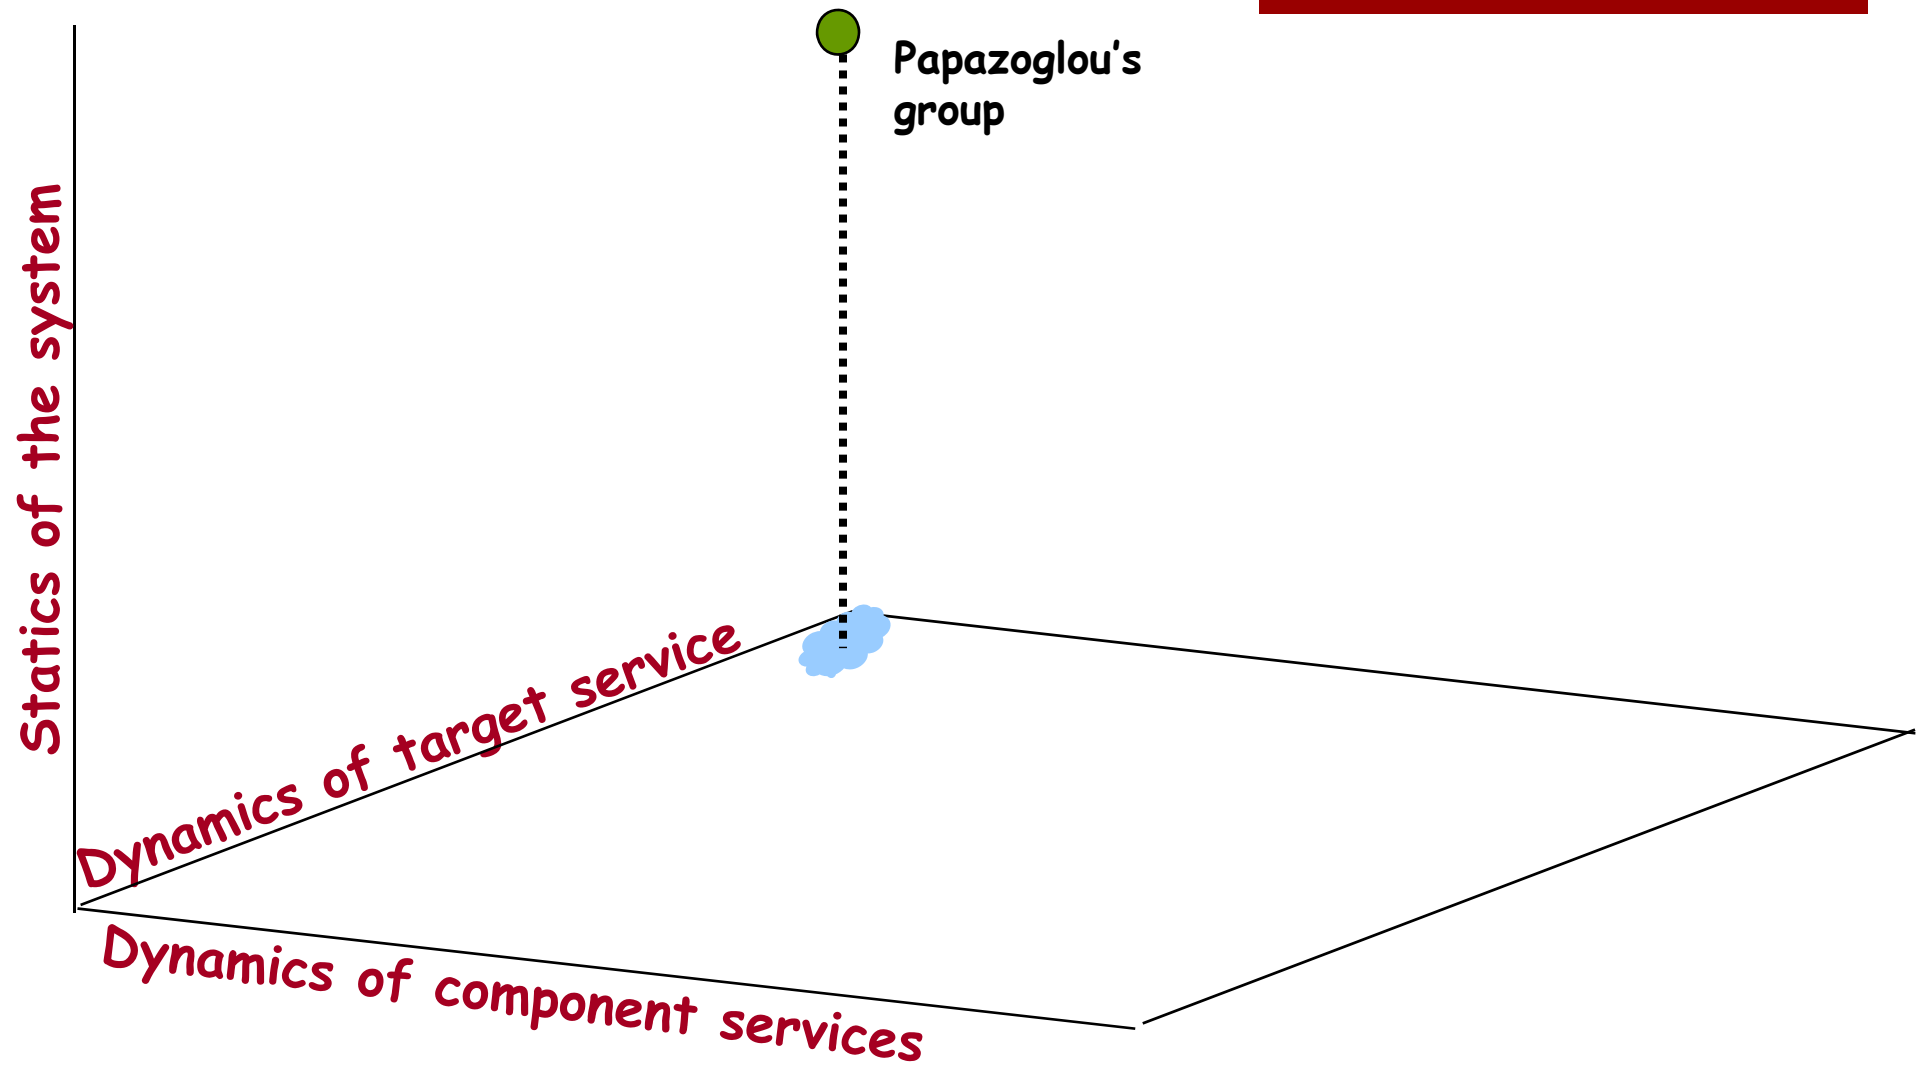 Papazoglou's
group
Statics of the system
Dynamics of target service
Dynamics of component services